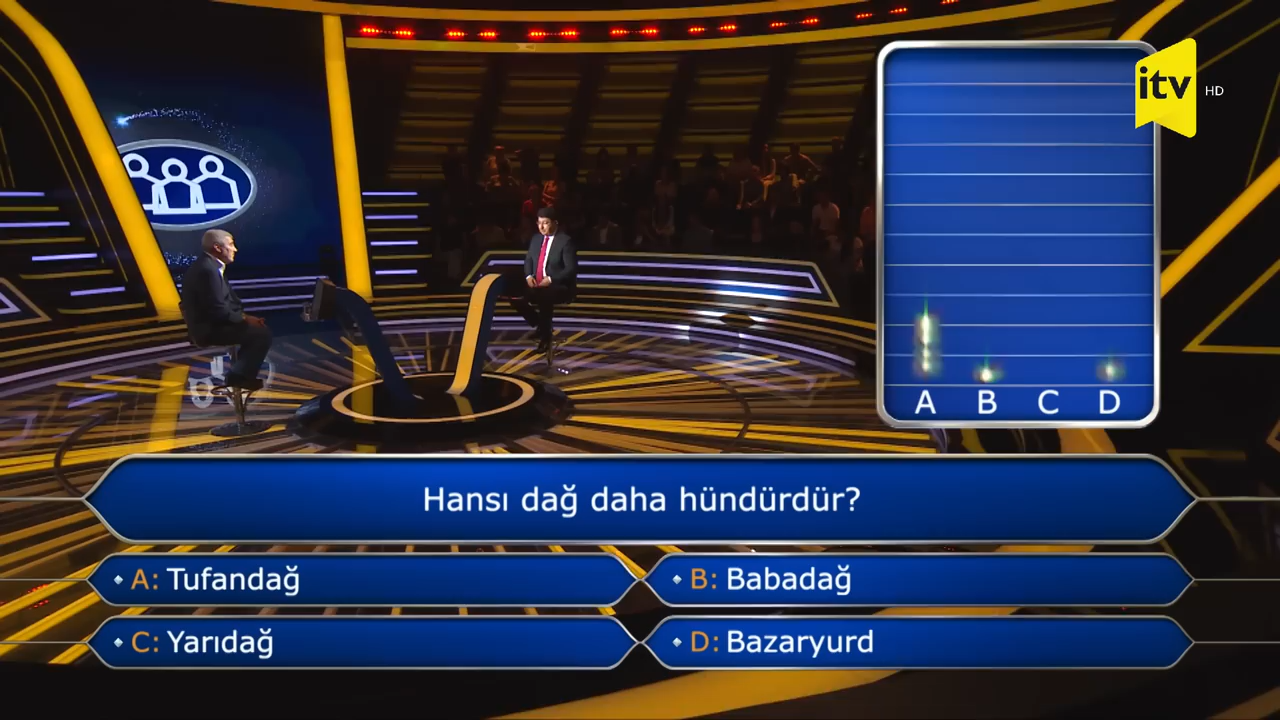 itv HD
A B C D
Hansı dağ daha hündürdür?
A: Tufandağ
B: Babadağ
C: Yarıdağ
D: Bazaryurd